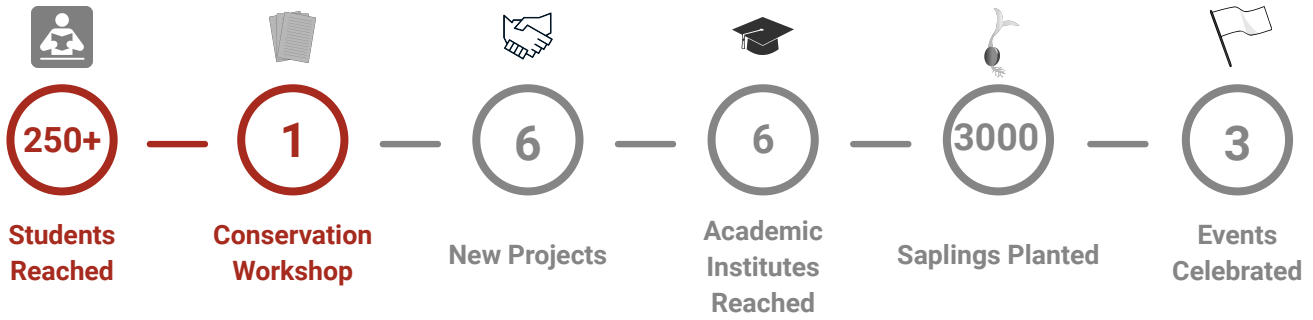 250+
Students
Reached
1
Conservation
Workshop
6
New Projects
6
Academic
Institutes
Reached
3000
Saplings Planted
3
Events
Celebrated